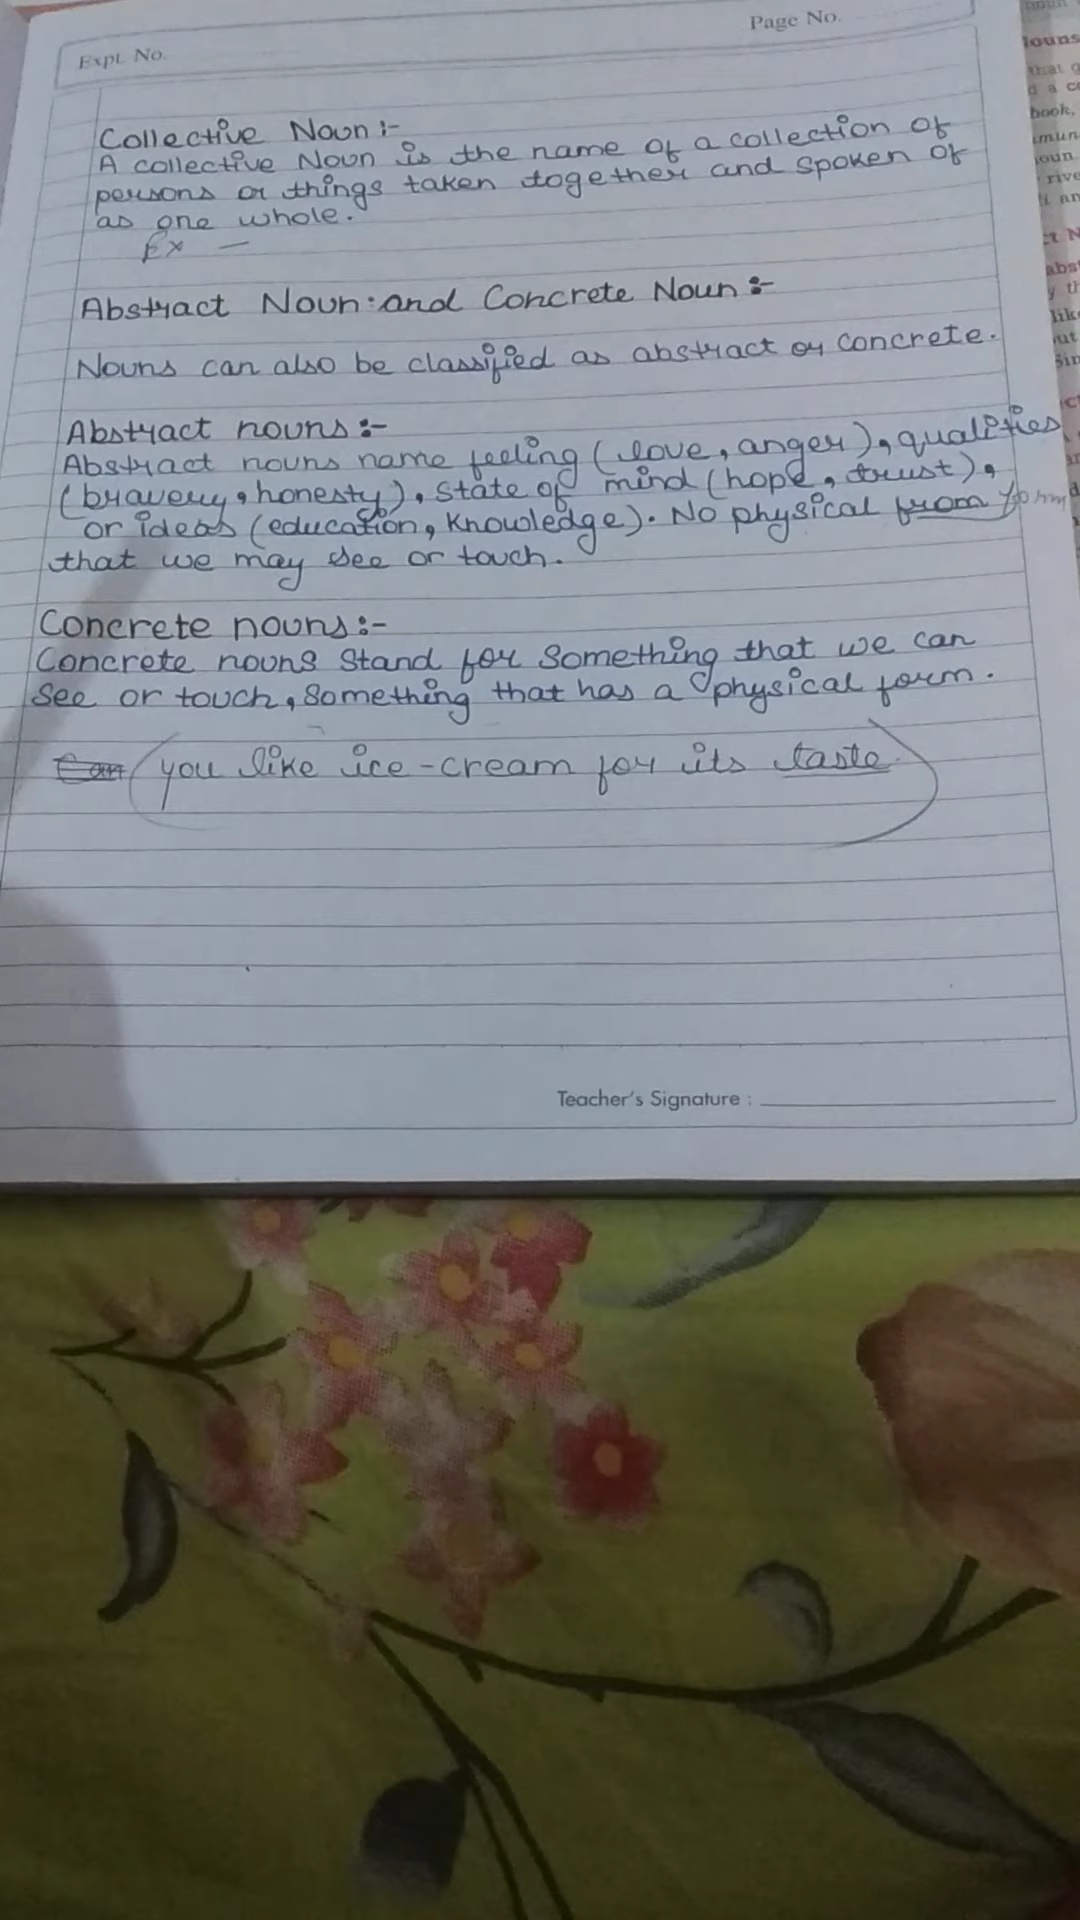 Page No.
Expt. No.
Collective Noun :-
A collective Noun is the name of a collection of
persons or things taken together and spoken of
as one whole.
Ex —
Abstract Noun : and Concrete Noun :-
Nouns can also be classified as abstract or concrete.
Abstract nouns :-
Abstract nouns name feeling (love, anger), qualities
(bravery, honesty), state of mind (hope, trust),
or ideas (education, knowledge). No physical from form
that we may see or touch.
Concrete nouns :-
Concrete nouns stand for something that we can
see or touch, something that has a physical form.
(you like ice-cream for its taste)
Teacher's Signature :